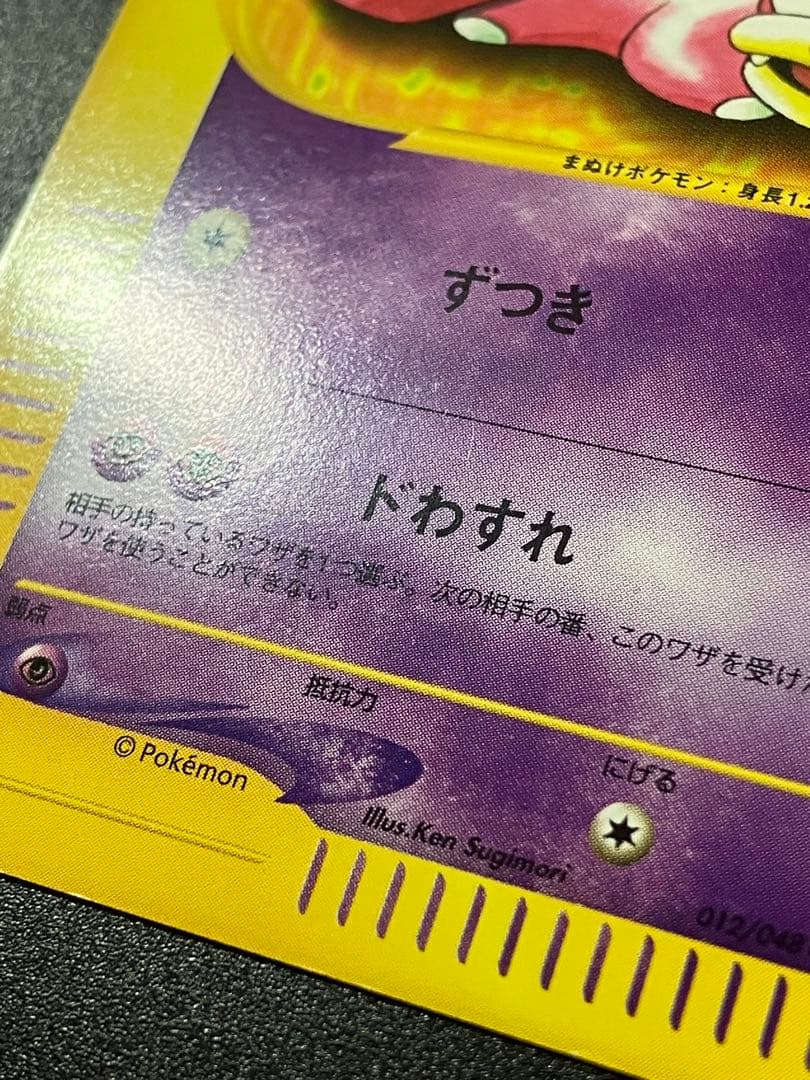 まぬけポケモン：身長1.2
ずつき
ドわすれ
相手の持っているワザを1つ選ぶ。次の相手の番、このワザを受けた
ワザを使うことができない。
弱点
抵抗力
にげる
© Pokémon
Illus.Ken Sugimori
012/048